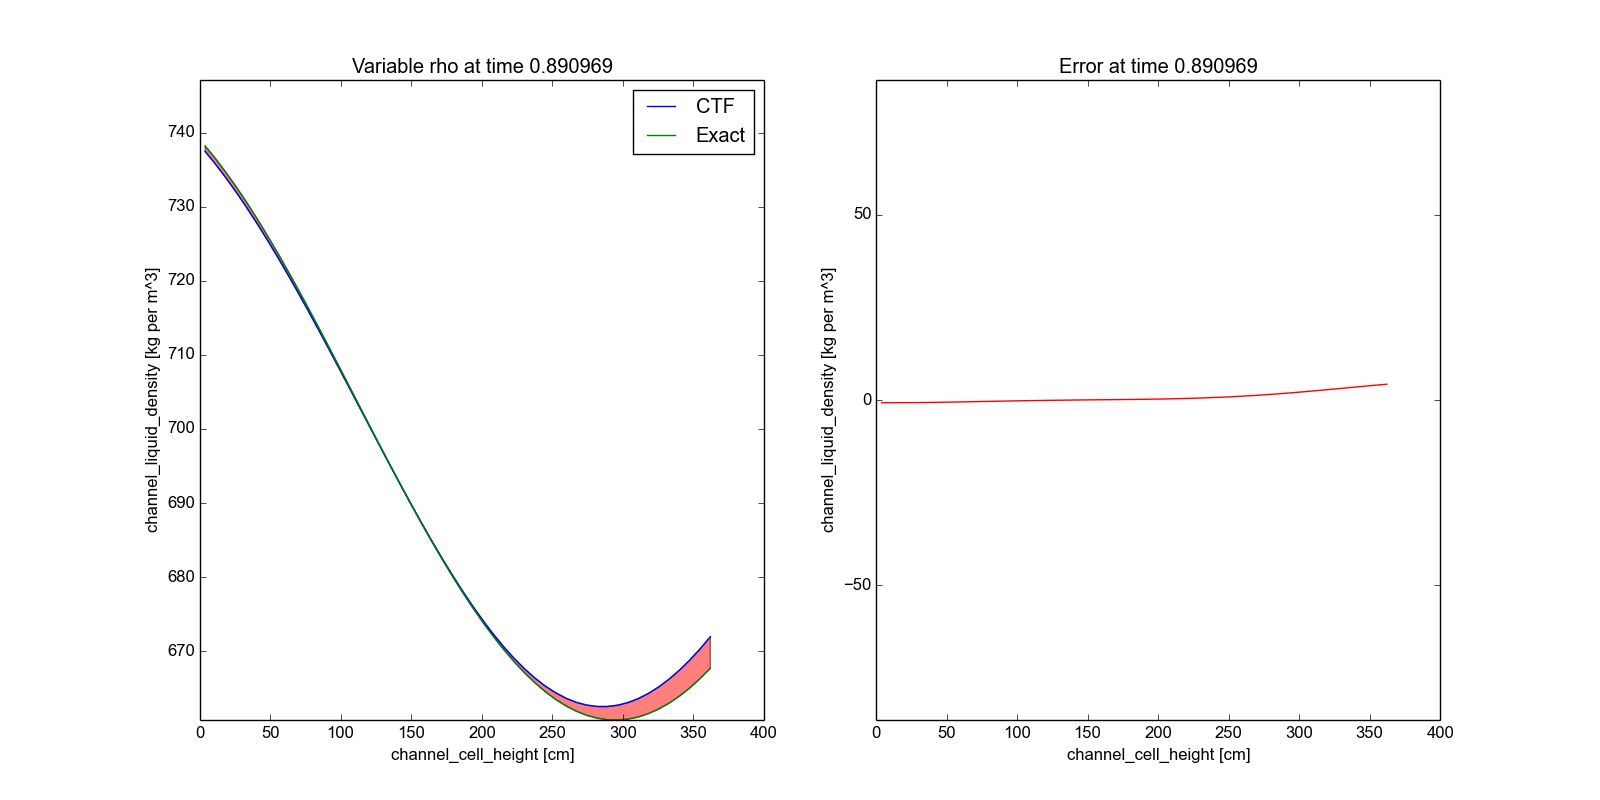 Variable rho at time 0.890969
CTF
Exact
740
730
720
710
700
690
680
670
channel_liquid_density [kg per m^3]
0 50 100 150 200 250 300 350 400
channel_cell_height [cm]
Error at time 0.890969
50
0
−50
channel_liquid_density [kg per m^3]
0 50 100 150 200 250 300 350 400
channel_cell_height [cm]